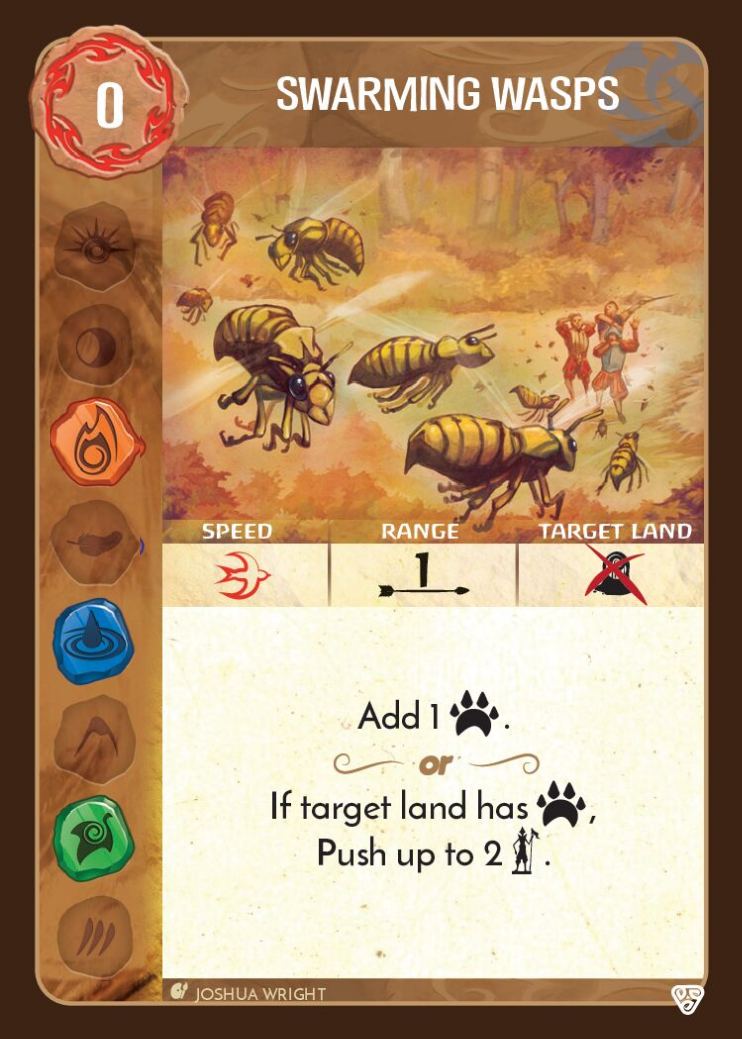 0
SWARMING WASPS
SPEED RANGE TARGET LAND
1
Add 1 .
or
If target land has ,
Push up to 2 .
JOSHUA WRIGHT